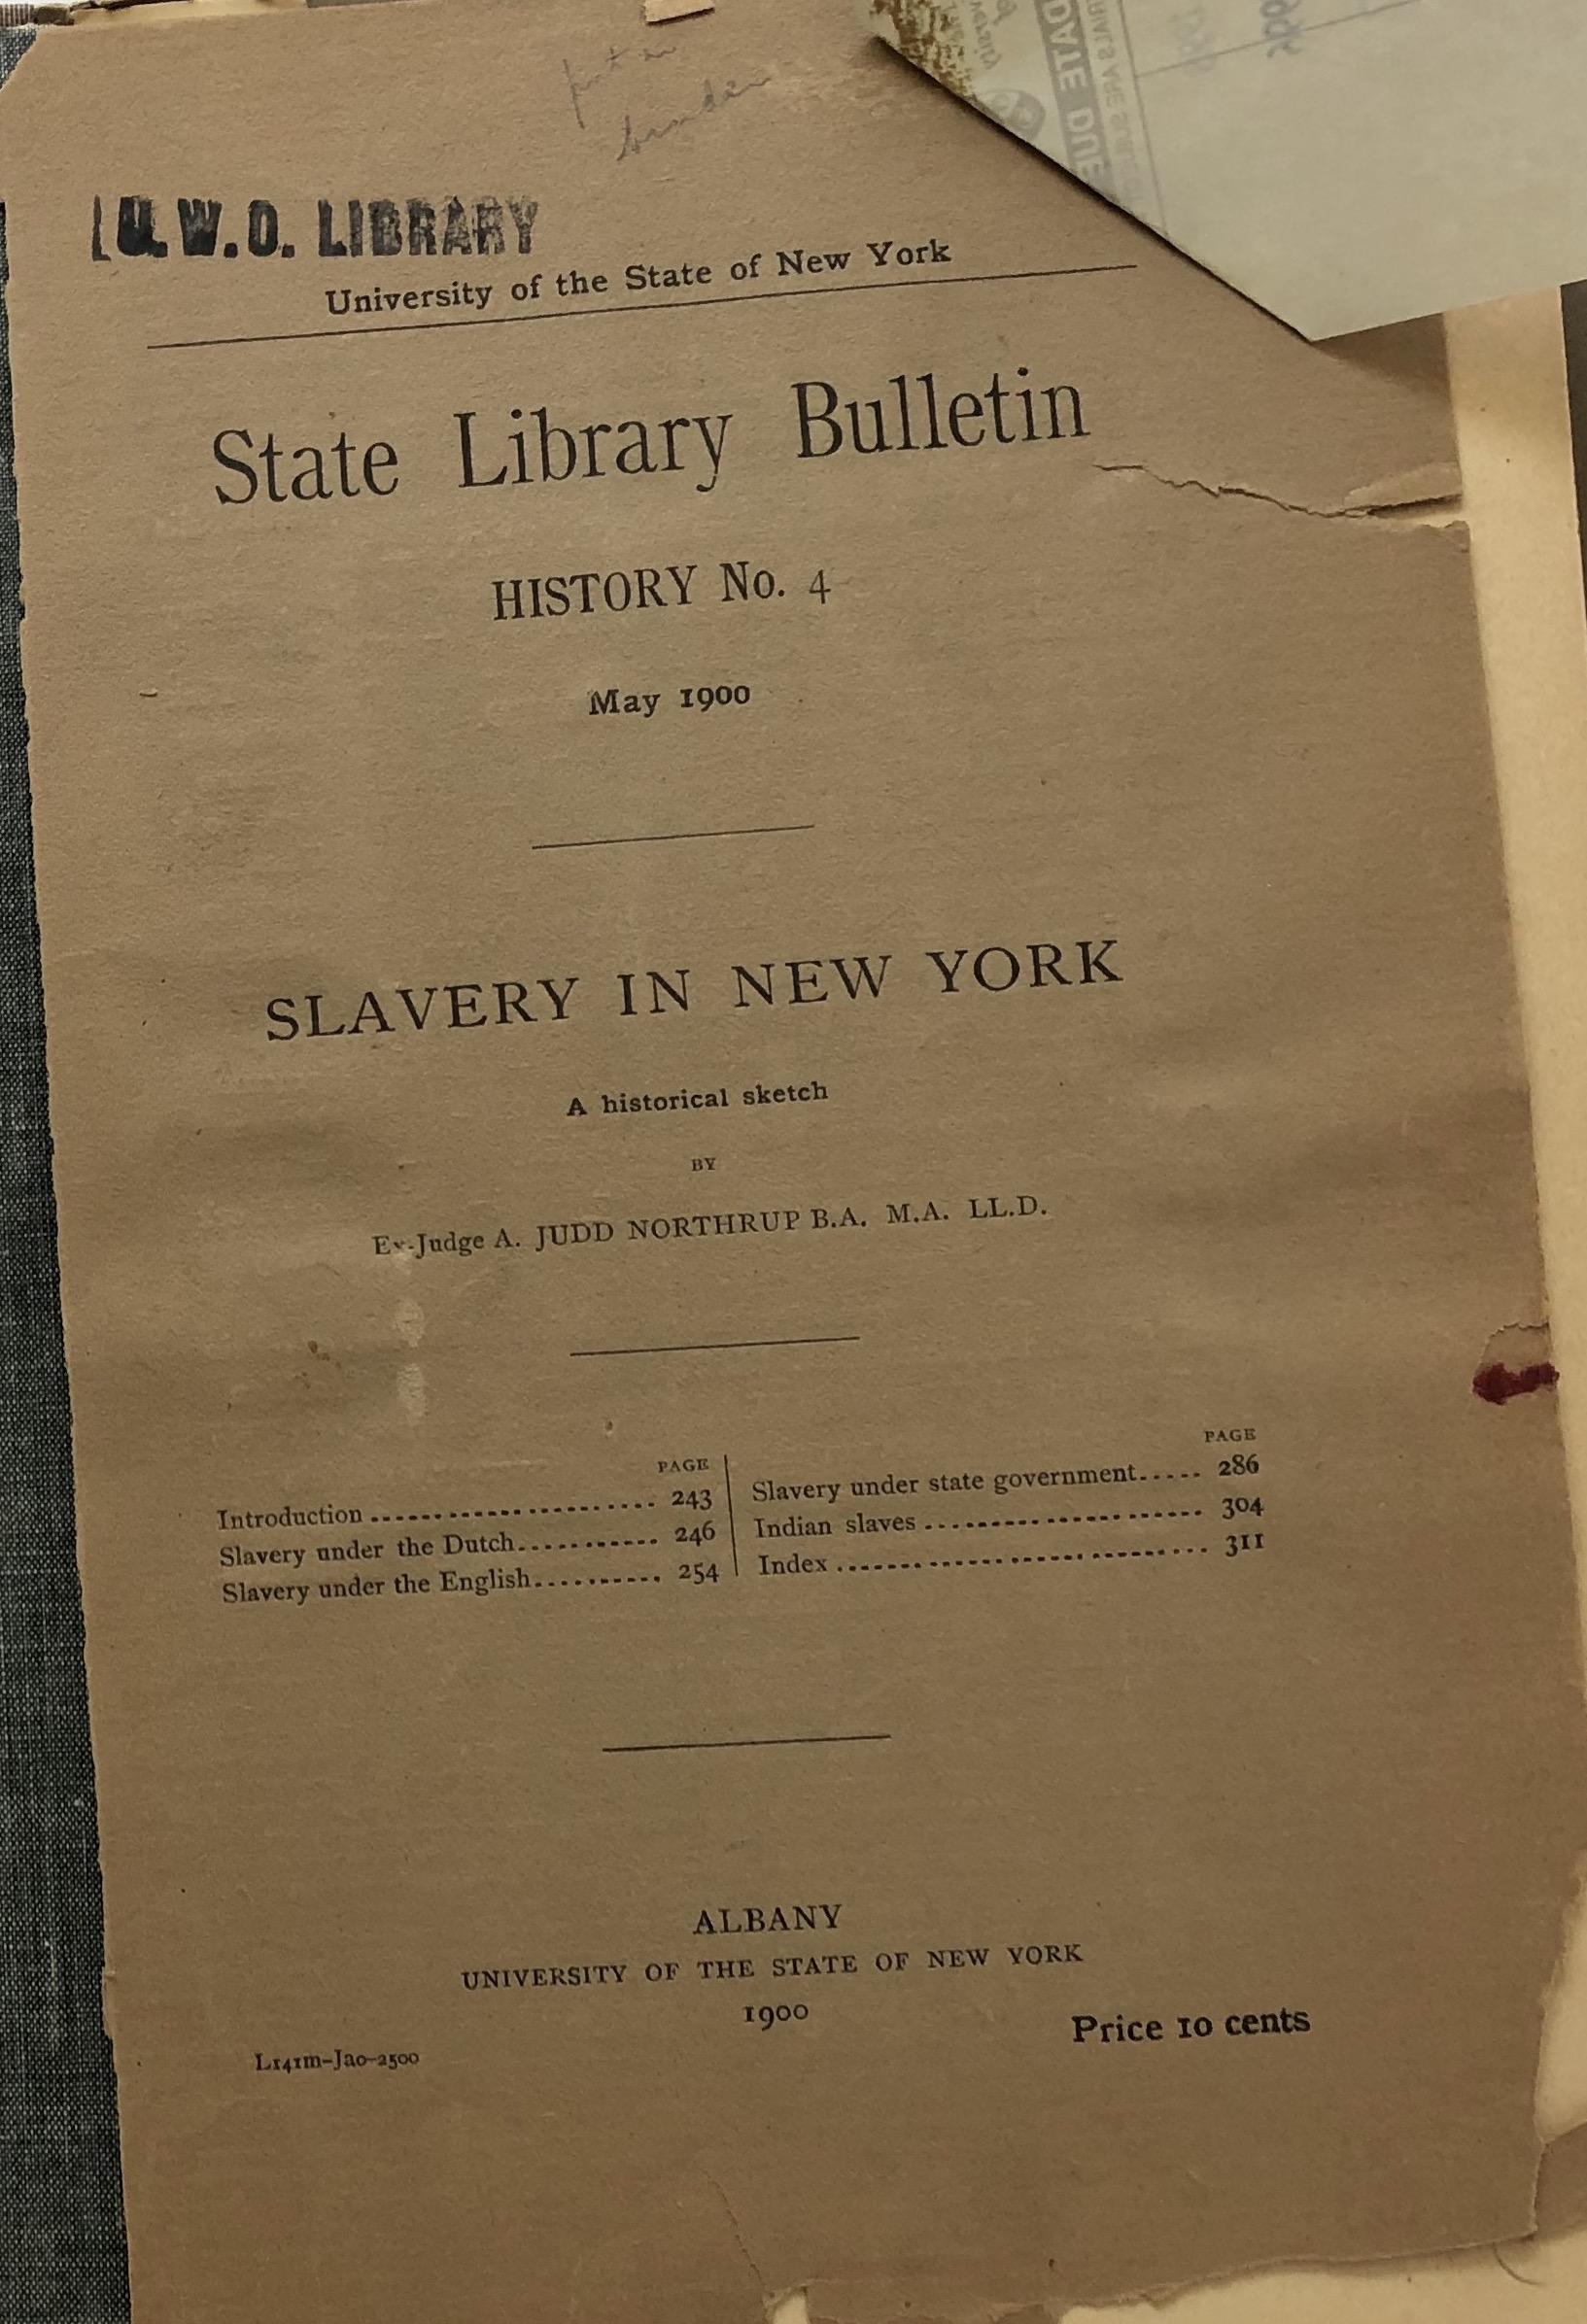 U.W.O. LIBRARY
University of the State of New York
State Library Bulletin
HISTORY No. 4
May 1900
SLAVERY IN NEW YORK
A historical sketch
BY
Ex-Judge A. JUDD NORTHRUP B.A. M.A. LL.D.
PAGE
Introduction ...................... 243
Slavery under the Dutch........... 246
Slavery under the English.......... 254
PAGE
Slavery under state government..... 286
Indian slaves ..................... 304
Index ............................. 311
ALBANY
UNIVERSITY OF THE STATE OF NEW YORK
1900
L141m-Ja0-2500
Price 10 cents
DATE DUE